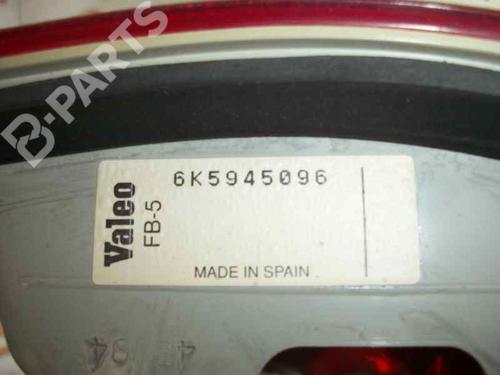 B-PARTS
6K5945096
Valeo
FB-5
MADE IN SPAIN